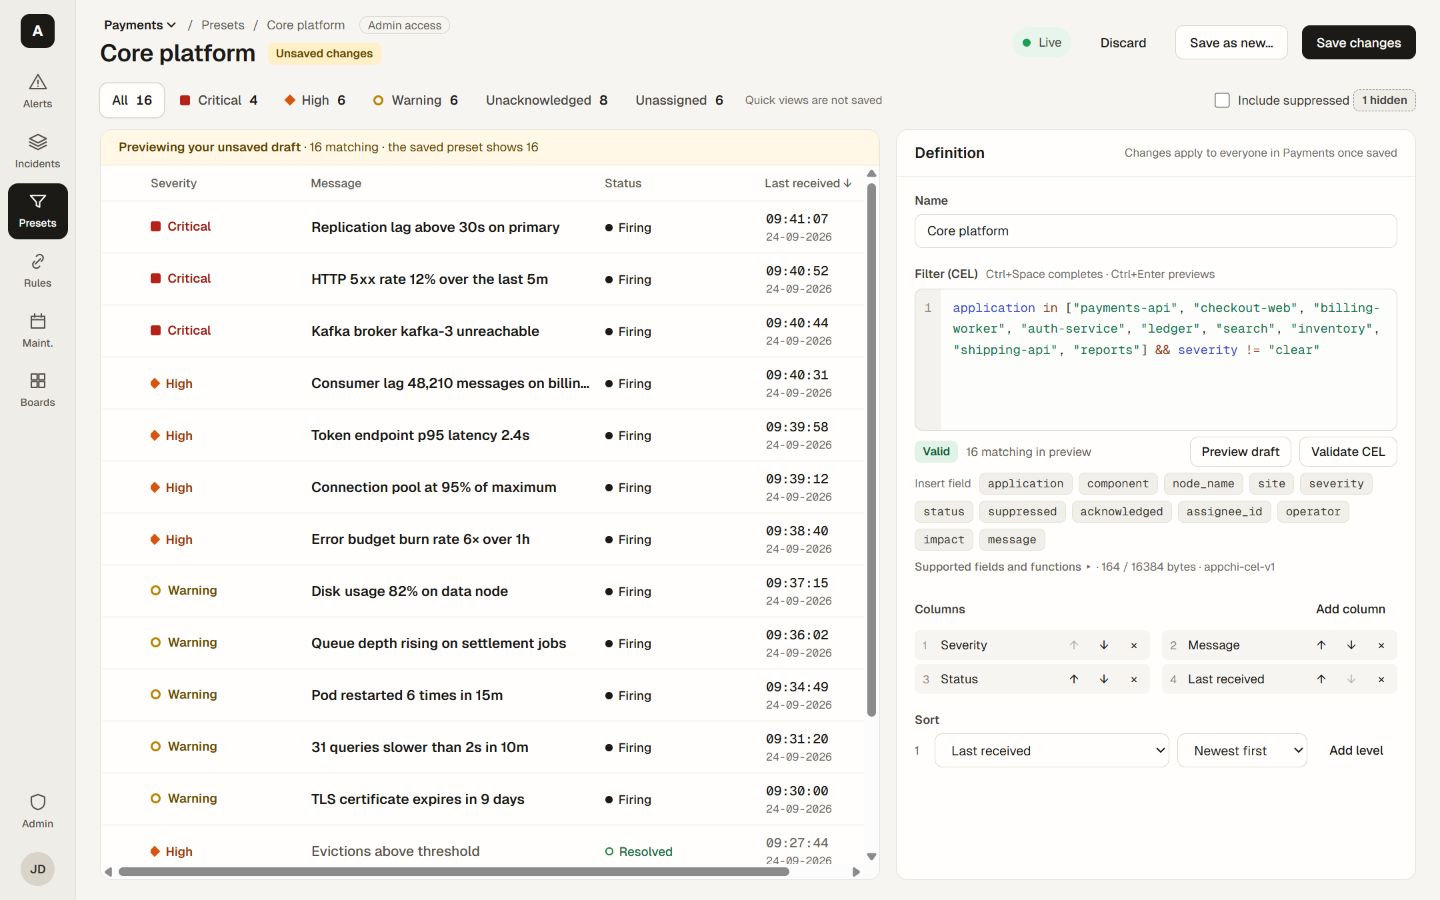 A
Alerts
Incidents
Presets
Rules
Maint.
Boards
Admin
JD
Payments / Presets / Core platform Admin access
Core platform Unsaved changes
Live Discard Save as new... Save changes
All 16 Critical 4 High 6 Warning 6 Unacknowledged 8 Unassigned 6 Quick views are not saved
Include suppressed 1 hidden
Previewing your unsaved draft · 16 matching · the saved preset shows 16
Severity Message Status Last received ↓
Critical Replication lag above 30s on primary Firing 09:41:07
24-09-2026
Critical HTTP 5xx rate 12% over the last 5m Firing 09:40:52
24-09-2026
Critical Kafka broker kafka-3 unreachable Firing 09:40:44
24-09-2026
High Consumer lag 48,210 messages on billin... Firing 09:40:31
24-09-2026
High Token endpoint p95 latency 2.4s Firing 09:39:58
24-09-2026
High Connection pool at 95% of maximum Firing 09:39:12
24-09-2026
High Error budget burn rate 6× over 1h Firing 09:38:40
24-09-2026
Warning Disk usage 82% on data node Firing 09:37:15
24-09-2026
Warning Queue depth rising on settlement jobs Firing 09:36:02
24-09-2026
Warning Pod restarted 6 times in 15m Firing 09:34:49
24-09-2026
Warning 31 queries slower than 2s in 10m Firing 09:31:20
24-09-2026
Warning TLS certificate expires in 9 days Firing 09:30:00
24-09-2026
High Evictions above threshold Resolved 09:27:44
24-09-2026
Definition Changes apply to everyone in Payments once saved
Name
Core platform
Filter (CEL) Ctrl+Space completes · Ctrl+Enter previews
1 application in ["payments-api", "checkout-web", "billing-
worker", "auth-service", "ledger", "search", "inventory",
"shipping-api", "reports"] && severity != "clear"
Valid 16 matching in preview Preview draft Validate CEL
Insert field application component node_name site severity
status suppressed acknowledged assignee_id operator
impact message
Supported fields and functions ‣ · 164 / 16384 bytes · appchi-cel-v1
Columns Add column
1 Severity ↑ ↓ × 2 Message ↑ ↓ ×
3 Status ↑ ↓ × 4 Last received ↑ ↓ ×
Sort
1 Last received Newest first Add level